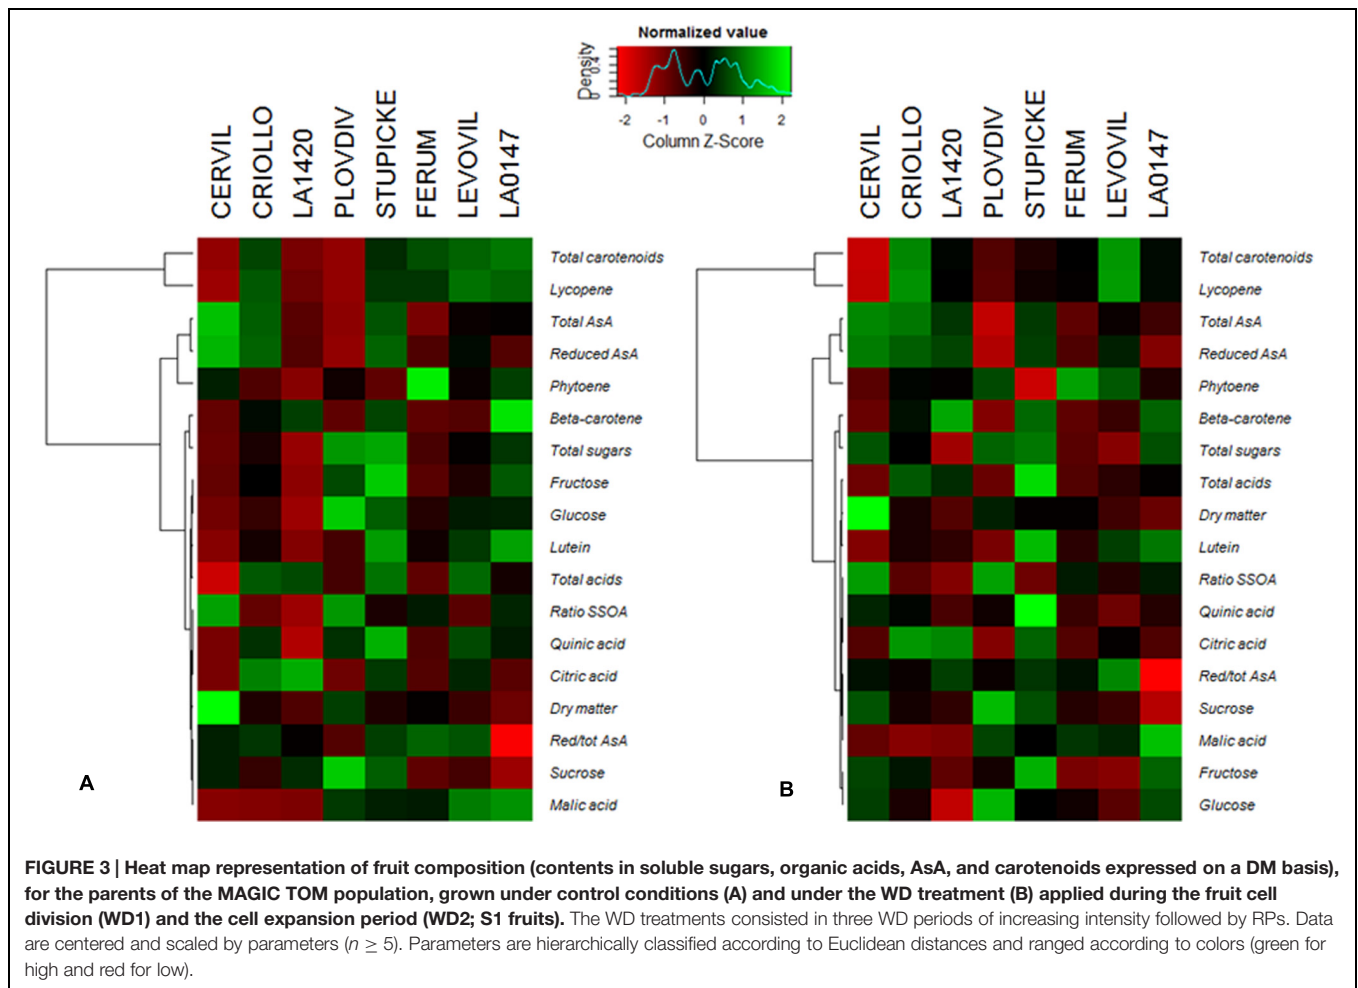 Normalized value
Density
0 0.4
-2 -1 0 1 2
Column Z-Score
CERVIL CRIOLLO LA1420 PLOVDIV STUPICKE FERUM LEVOVIL LA0147
Total carotenoids
Lycopene
Total AsA
Reduced AsA
Phytoene
Beta-carotene
Total sugars
Fructose
Glucose
Lutein
Total acids
Ratio SSOA
Quinic acid
Citric acid
Dry matter
Red/tot AsA
Sucrose
Malic acid
A
CERVIL CRIOLLO LA1420 PLOVDIV STUPICKE FERUM LEVOVIL LA0147
Total carotenoids
Lycopene
Total AsA
Reduced AsA
Phytoene
Beta-carotene
Total sugars
Total acids
Dry matter
Lutein
Ratio SSOA
Quinic acid
Citric acid
Red/tot AsA
Sucrose
Malic acid
Fructose
Glucose
B
FIGURE 3 | Heat map representation of fruit composition (contents in soluble sugars, organic acids, AsA, and carotenoids expressed on a DM basis),
for the parents of the MAGIC TOM population, grown under control conditions (A) and under the WD treatment (B) applied during the fruit cell
division (WD1) and the cell expansion period (WD2; S1 fruits). The WD treatments consisted in three WD periods of increasing intensity followed by RPs. Data
are centered and scaled by parameters (n ≥ 5). Parameters are hierarchically classified according to Euclidean distances and ranged according to colors (green for
high and red for low).